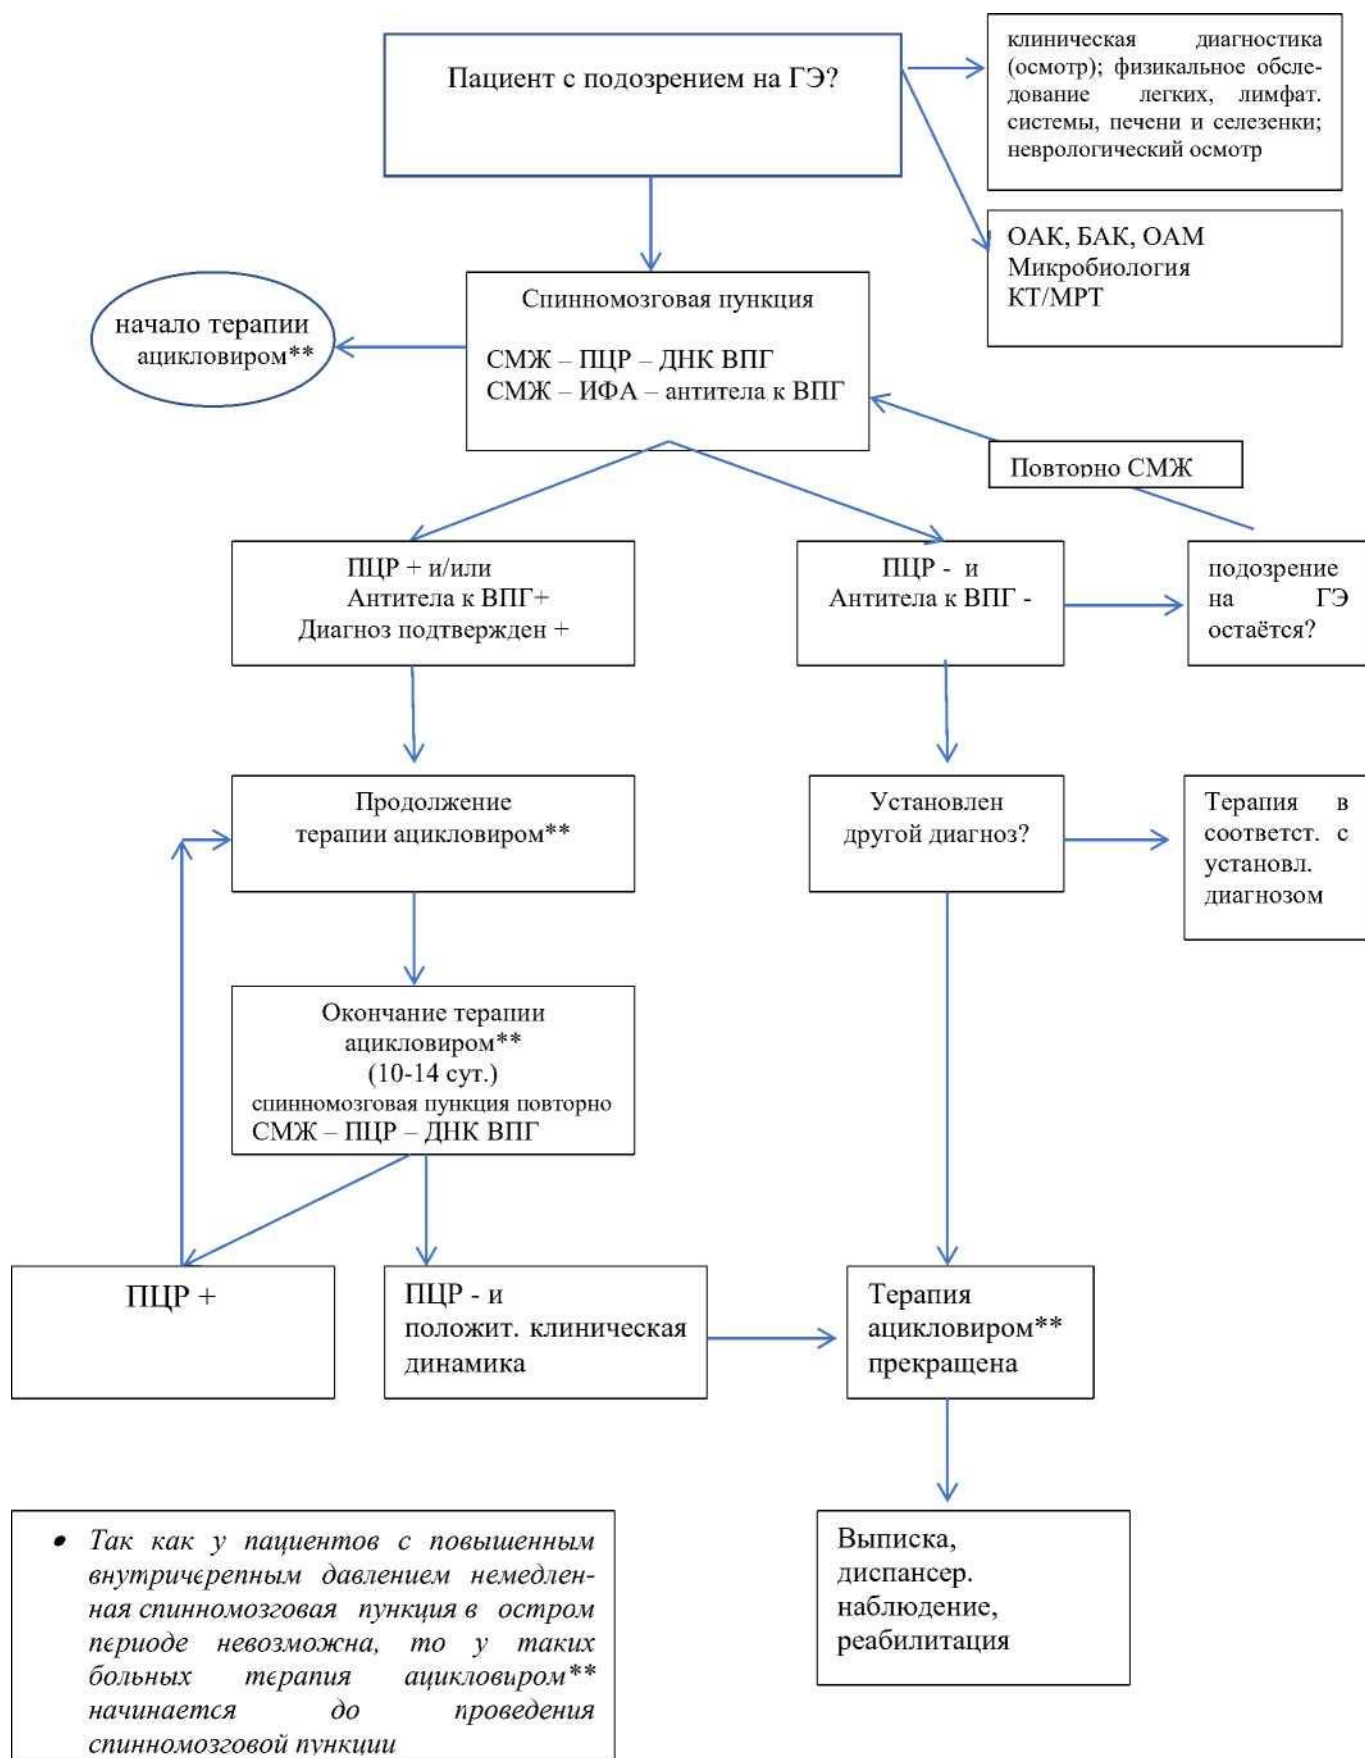 Пациент с подозрением на ГЭ?
клиническая диагностика
(осмотр); физикальное обсле-
дование легких, лимфат.
системы, печени и селезенки;
неврологический осмотр
ОАК, БАК, ОАМ
Микробиология
КТ/МРТ
начало терапии
ацикловиром**
Спинномозговая пункция
СМЖ – ПЦР – ДНК ВПГ
СМЖ – ИФА – антитела к ВПГ
Повторно СМЖ
ПЦР + и/или
Антитела к ВПГ+
Диагноз подтвержден +
ПЦР - и
Антитела к ВПГ -
подозрение
на ГЭ
остаётся?
Продолжение
терапии ацикловиром**
Установлен
другой диагноз?
Терапия в
соответст. с
установл.
диагнозом
Окончание терапии
ацикловиром**
(10-14 сут.)
спинномозговая пункция повторно
СМЖ – ПЦР – ДНК ВПГ
ПЦР +
ПЦР - и
положит. клиническая
динамика
Терапия
ацикловиром**
прекращена
• Так как у пациентов с повышенным
внутричерепным давлением немедлен-
ная спинномозговая пункция в остром
периоде невозможна, то у таких
больных терапия ацикловиром**
начинается до проведения
спинномозговой пункции
Выписка,
диспансер.
наблюдение,
реабилитация